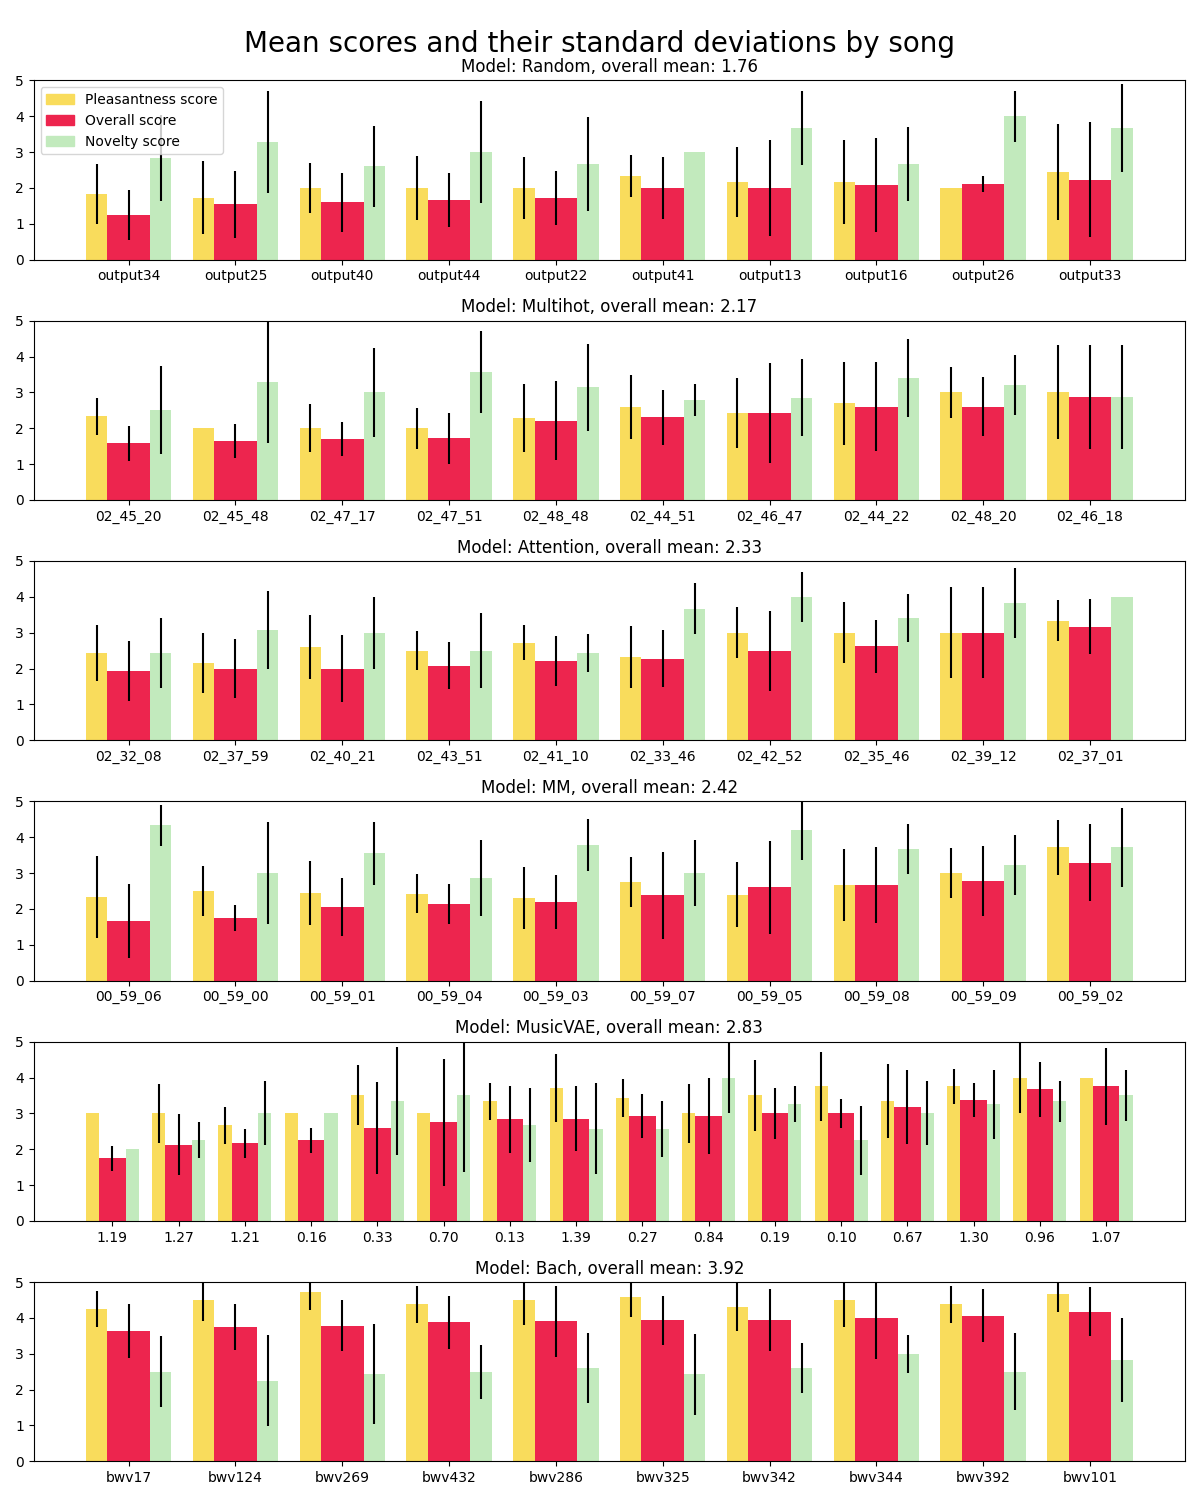 Mean scores and their standard deviations by song
Model: Random, overall mean: 1.76
Pleasantness score
Overall score
Novelty score
5
4
3
2
1
0
output34 output25 output40 output44 output22 output41 output13 output16 output26 output33
Model: Multihot, overall mean: 2.17
5
4
3
2
1
0
02_45_20 02_45_48 02_47_17 02_47_51 02_48_48 02_44_51 02_46_47 02_44_22 02_48_20 02_46_18
Model: Attention, overall mean: 2.33
5
4
3
2
1
0
02_32_08 02_37_59 02_40_21 02_43_51 02_41_10 02_33_46 02_42_52 02_35_46 02_39_12 02_37_01
Model: MM, overall mean: 2.42
5
4
3
2
1
0
00_59_06 00_59_00 00_59_01 00_59_04 00_59_03 00_59_07 00_59_05 00_59_08 00_59_09 00_59_02
Model: MusicVAE, overall mean: 2.83
5
4
3
2
1
0
1.19 1.27 1.21 0.16 0.33 0.70 0.13 1.39 0.27 0.84 0.19 0.10 0.67 1.30 0.96 1.07
Model: Bach, overall mean: 3.92
5
4
3
2
1
0
bwv17 bwv124 bwv269 bwv432 bwv286 bwv325 bwv342 bwv344 bwv392 bwv101